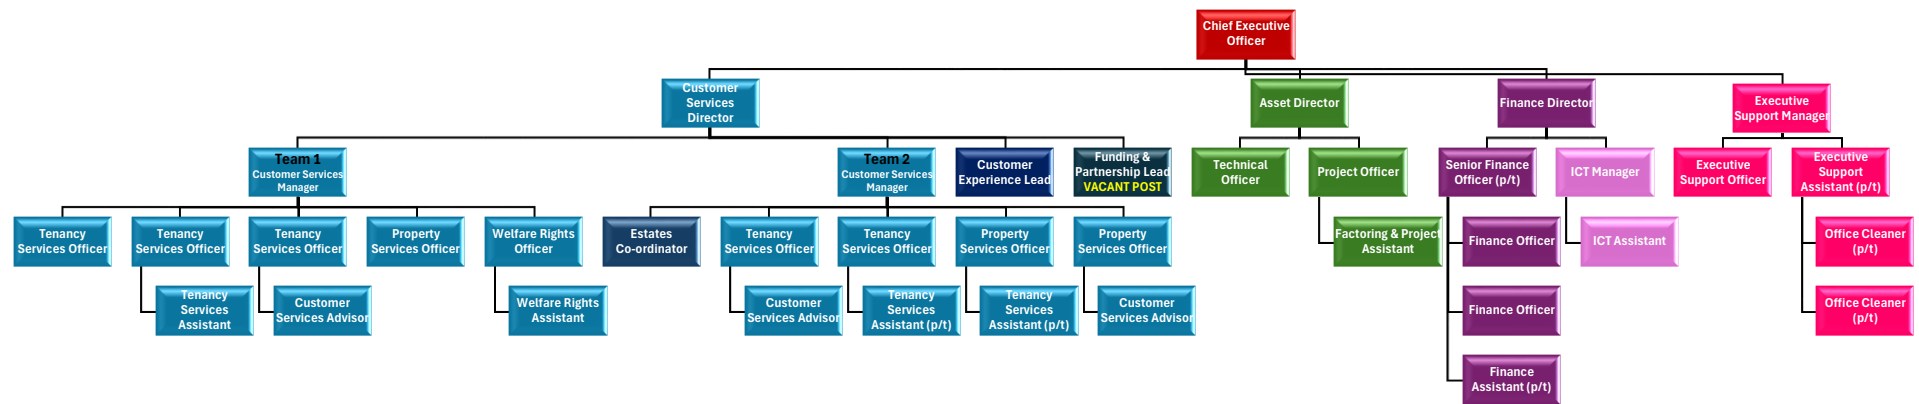 Chief Executive
Officer
Customer
Services
Director
Asset Director
Finance Director
Executive
Support Manager
Team 1
Customer Services
Manager
Team 2
Customer Services
Manager
Customer
Experience Lead
Funding &
Partnership Lead
VACANT POST
Technical
Officer
Project Officer
Senior Finance
Officer (p/t)
ICT Manager
Executive
Support Officer
Executive
Support
Assistant (p/t)
Tenancy
Services Officer
Tenancy
Services Officer
Tenancy
Services Officer
Property
Services Officer
Welfare Rights
Officer
Estates
Co-ordinator
Tenancy
Services Officer
Tenancy
Services Officer
Property
Services Officer
Property
Services Officer
Factoring & Project
Assistant
Finance Officer
ICT Assistant
Office Cleaner
(p/t)
Tenancy
Services
Assistant
Customer
Services Advisor
Welfare Rights
Assistant
Customer
Services Advisor
Tenancy
Services
Assistant (p/t)
Tenancy
Services
Assistant (p/t)
Customer
Services Advisor
Finance Officer
Office Cleaner
(p/t)
Finance
Assistant (p/t)